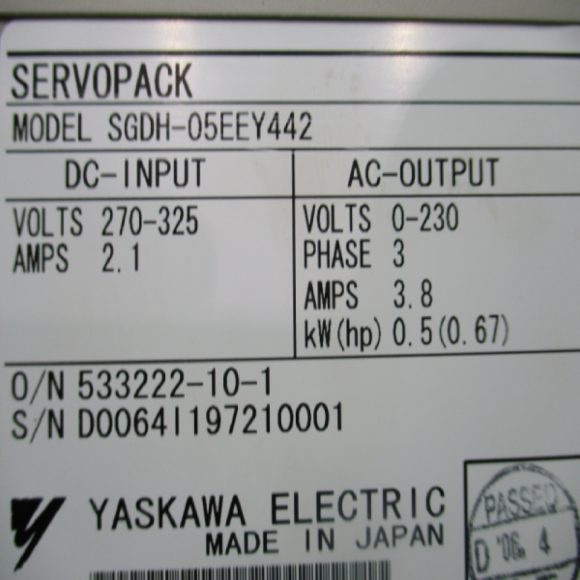 SERVOPACK
MODEL SGDH-05EEY442
DC-INPUT
VOLTS 270-325
AMPS 2.1
AC-OUTPUT
VOLTS 0-230
PHASE 3
AMPS 3.8
kW(hp) 0.5(0.67)
O/N 533222-10-1
S/N D0064I197210001
YASKAWA ELECTRIC
MADE IN JAPAN
PASSED
D '06. 4